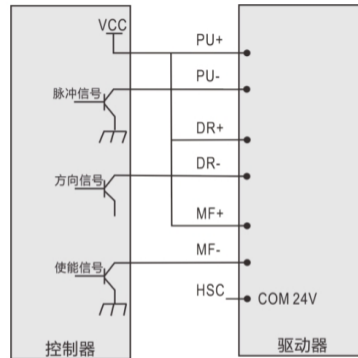 VCC
PU+
PU-
脉冲信号
DR+
DR-
方向信号
MF+
MF-
使能信号
HSC
COM 24V
控制器
驱动器